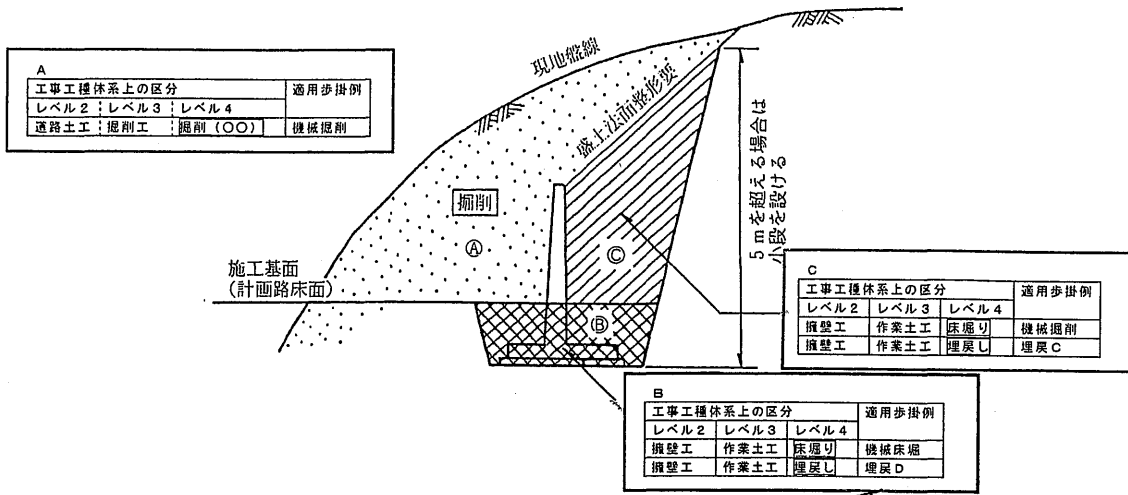 現地盤線
A
工事工種体系上の区分 適用歩掛例
レベル2 レベル3 レベル4
道路土工 掘削工 掘削(〇〇) 機械掘削
盛土法面整形要
掘削
Ⓐ
Ⓒ
5mを超える場合は
小段を設ける
施工基面
(計画路床面)
Ⓑ
C
工事工種体系上の区分 適用歩掛例
レベル2 レベル3 レベル4
擁壁工 作業土工 床堀り 機械掘削
擁壁工 作業土工 埋戻し 埋戻C
B
工事工種体系上の区分 適用歩掛例
レベル2 レベル3 レベル4
擁壁工 作業土工 床堀り 機械床堀
擁壁工 作業土工 埋戻し 埋戻D